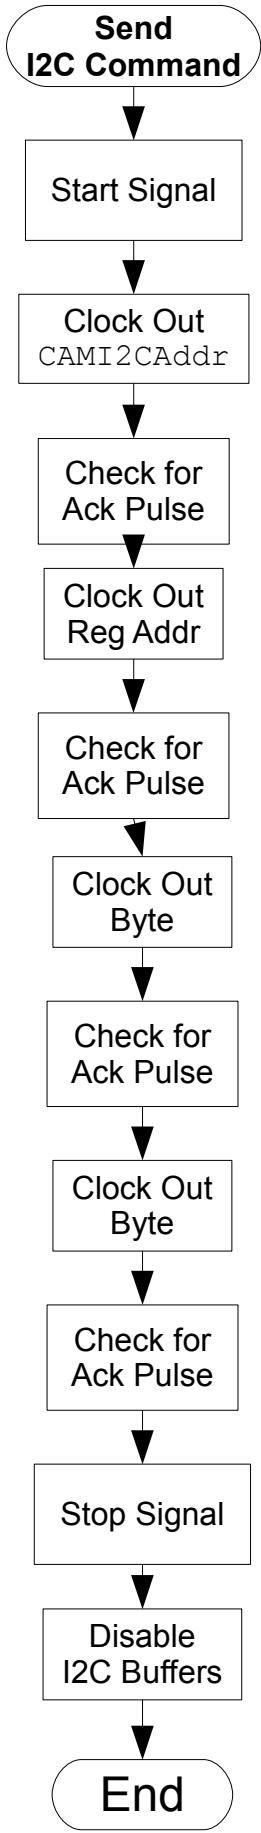 Send
I2C Command
Start Signal
Clock Out
CAMI2CAddr
Check for
Ack Pulse
Clock Out
Reg Addr
Check for
Ack Pulse
Clock Out
Byte
Check for
Ack Pulse
Clock Out
Byte
Check for
Ack Pulse
Stop Signal
Disable
I2C Buffers
End